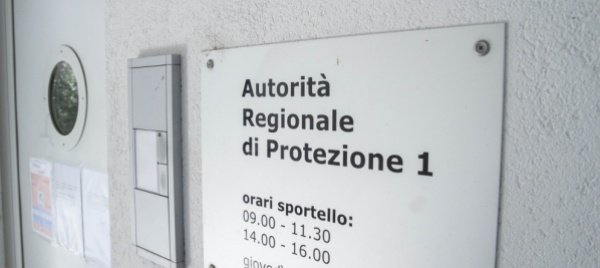 Autorità
Regionale
di Protezione 1
orari sportello:
09.00 - 11.30
14.00 - 16.00